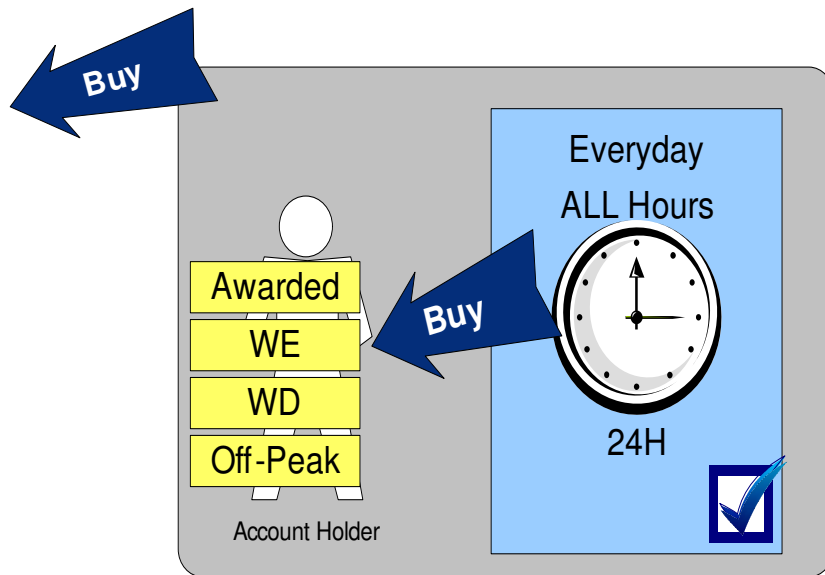 Buy
Everyday
ALL Hours
Awarded
WE
WD
Off-Peak
Buy
24H
Account Holder